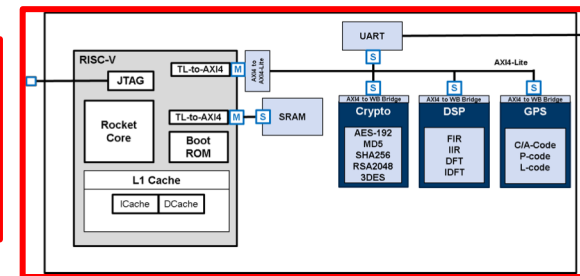 RISC-V
JTAG
Rocket
Core
TL-to-AXI4
M
TL-to-AXI4
M
Boot
ROM
L1 Cache
ICache
DCache
AXI4 to
AXI4-Lite
S
SRAM
UART
S
AXI4-Lite
S
AXI4 to WB Bridge
Crypto
AES-192
MD5
SHA256
RSA2048
3DES
S
AXI4 to WB Bridge
DSP
FIR
IIR
DFT
IDFT
S
AXI4 to WB Bridge
GPS
C/A-Code
P-code
L-code